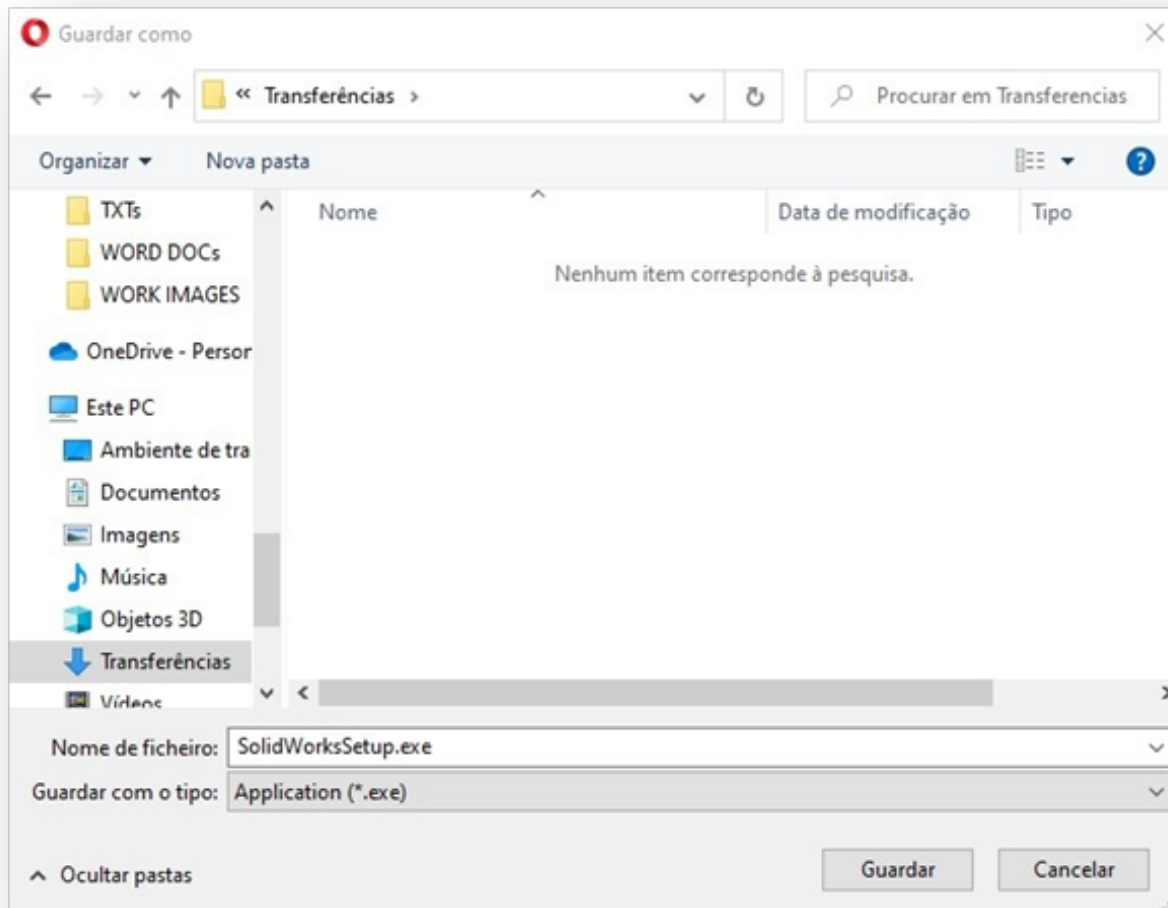 Guardar como
« Transferências ›
Procurar em Transferencias
Organizar
Nova pasta
TXTs
WORD DOCs
WORK IMAGES
OneDrive - Person
Este PC
Ambiente de tra
Documentos
Imagens
Música
Objetos 3D
Transferências
Vídeos
Nome
Data de modificação
Tipo
Nenhum item corresponde à pesquisa.
Nome de ficheiro: SolidWorksSetup.exe
Guardar com o tipo: Application (*.exe)
Ocultar pastas
Guardar
Cancelar